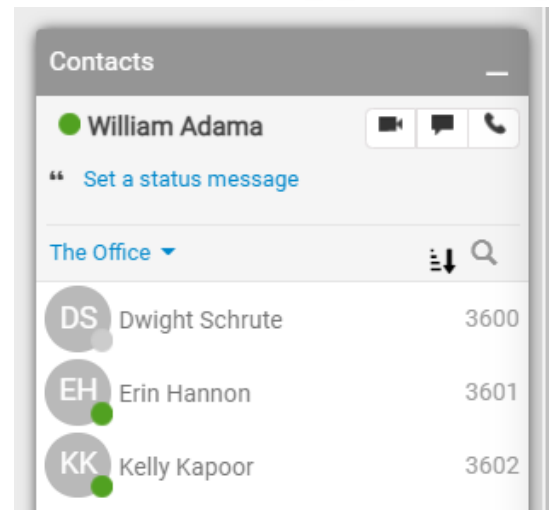 Contacts
William Adama
“ Set a status message
The Office
DS Dwight Schrute 3600
EH Erin Hannon 3601
KK Kelly Kapoor 3602